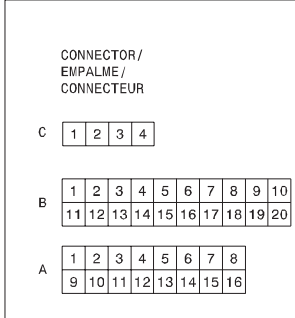 CONNECTOR/
EMPALME/
CONNECTEUR
C 1 2 3 4
1 2 3 4 5 6 7 8 9 10
B
11 12 13 14 15 16 17 18 19 20
1 2 3 4 5 6 7 8
A
9 10 11 12 13 14 15 16